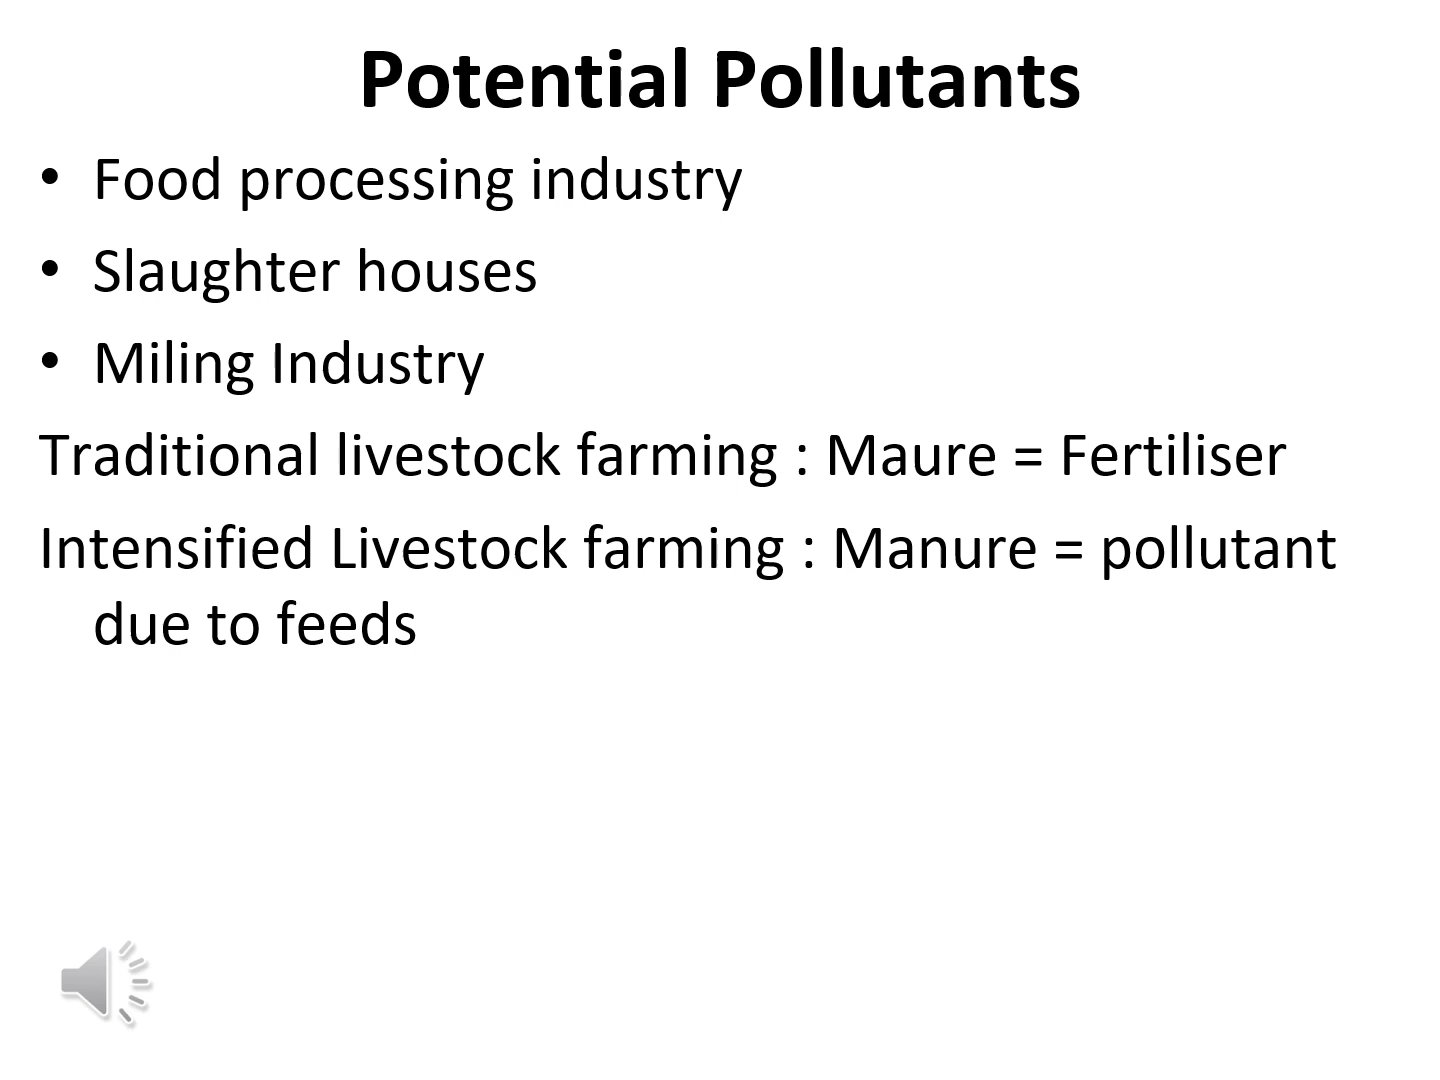 Potential Pollutants
• Food processing industry
• Slaughter houses
• Miling Industry
Traditional livestock farming : Maure = Fertiliser
Intensified Livestock farming : Manure = pollutant
due to feeds